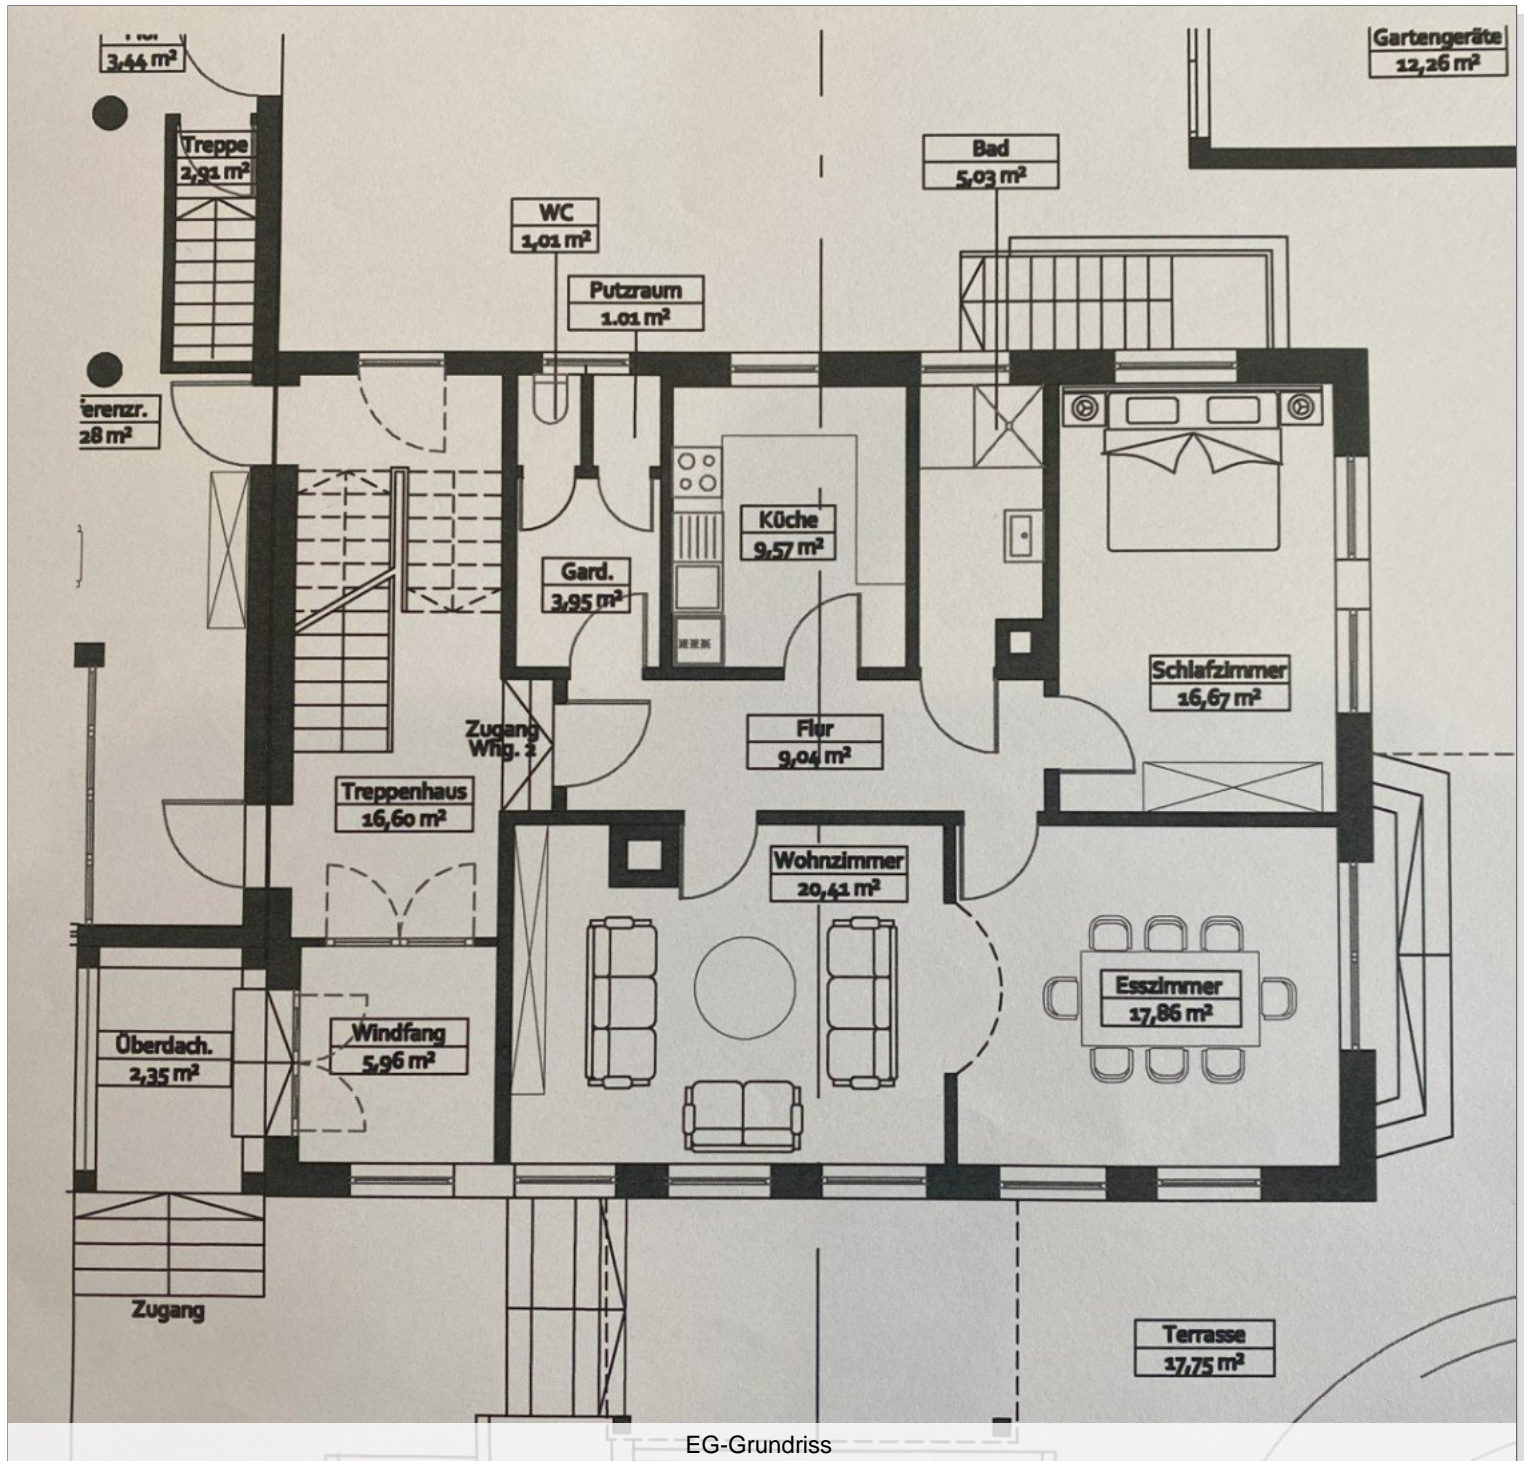 3,44 m²
Gartengeräte
12,26 m²
Treppe
2,91 m²
Bad
5,03 m²
WC
1,01 m²
Putzraum
1.01 m²
erenzr.
28 m²
Küche
9,57 m²
Gard.
3,95 m²
Schlafzimmer
16,67 m²
Zugang
Whg. 2
Flur
9,04 m²
Treppenhaus
16,60 m²
Wohnzimmer
20,41 m²
Esszimmer
17,86 m²
Windfang
5,96 m²
Überdach.
2,35 m²
Zugang
Terrasse
17,75 m²
EG-Grundriss